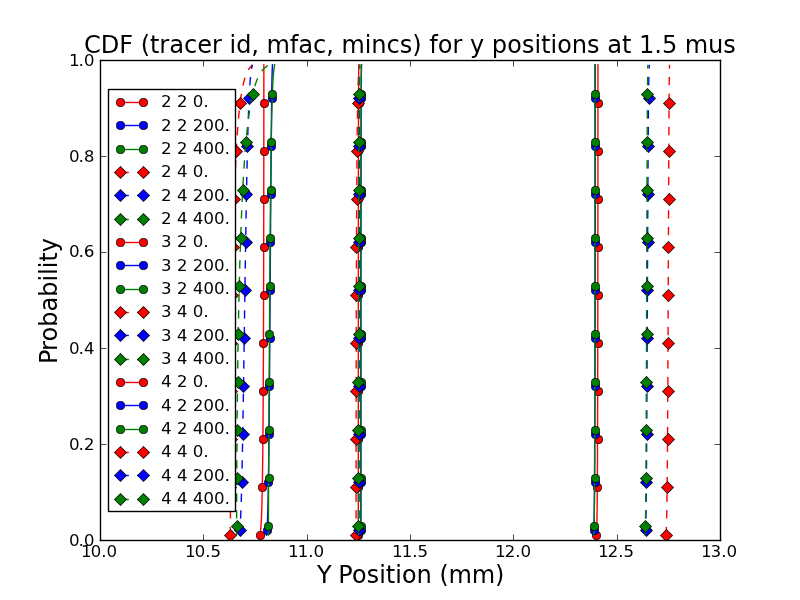 CDF (tracer id, mfac, mincs) for y positions at 1.5 mus
1.0
0.8
0.6
0.4
0.2
0.0
Probability
2 2 0.
2 2 200.
2 2 400.
2 4 0.
2 4 200.
2 4 400.
3 2 0.
3 2 200.
3 2 400.
3 4 0.
3 4 200.
3 4 400.
4 2 0.
4 2 200.
4 2 400.
4 4 0.
4 4 200.
4 4 400.
10.0 10.5 11.0 11.5 12.0 12.5 13.0
Y Position (mm)